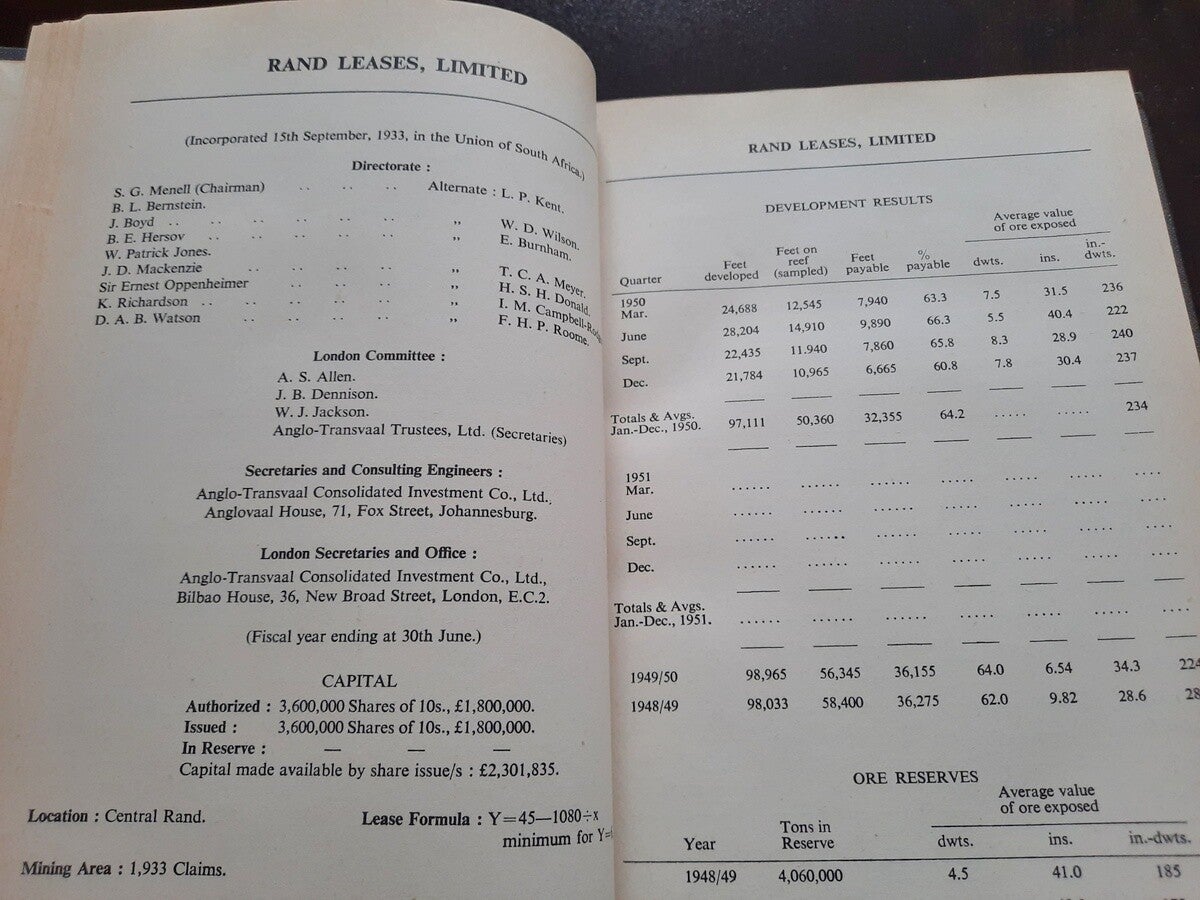 RAND LEASES, LIMITED
(Incorporated 15th September, 1933, in the Union of South Africa.)
Directorate :
S. G. Menell (Chairman) .. .. .. Alternate : L. P. Kent.
B. L. Bernstein.
J. Boyd .. .. .. .. .. .. ,, W. D. Wilson.
B. E. Hersov .. .. .. .. .. ,, E. Burnham.
W. Patrick Jones.
J. D. Mackenzie .. .. .. .. ,, T. C. A. Meyer.
Sir Ernest Oppenheimer .. .. .. ,, H. S. H. Donald.
K. Richardson .. .. .. .. .. ,, I. M. Campbell-
D. A. B. Watson .. .. .. .. ,, F. H. P. Roome.
London Committee :
A. S. Allen.
J. B. Dennison.
W. J. Jackson.
Anglo-Transvaal Trustees, Ltd. (Secretaries)
Secretaries and Consulting Engineers :
Anglo-Transvaal Consolidated Investment Co., Ltd.,
Anglovaal House, 71, Fox Street, Johannesburg.
London Secretaries and Office :
Anglo-Transvaal Consolidated Investment Co., Ltd.,
Bilbao House, 36, New Broad Street, London, E.C.2.
(Fiscal year ending at 30th June.)
CAPITAL
Authorized : 3,600,000 Shares of 10s., £1,800,000.
Issued : 3,600,000 Shares of 10s., £1,800,000.
In Reserve : — — —
Capital made available by share issue/s : £2,301,835.
Location : Central Rand. Lease Formula : Y=45—1080÷x
minimum for Y=
Mining Area : 1,933 Claims.
RAND LEASES, LIMITED
DEVELOPMENT RESULTS
Average value
of ore exposed
Quarter Feet developed Feet on reef (sampled) Feet payable % payable dwts. ins. in.-dwts.
1950
Mar. 24,688 12,545 7,940 63.3 7.5 31.5 236
June 28,204 14,910 9,890 66.3 5.5 40.4 222
Sept. 22,435 11.940 7,860 65.8 8.3 28.9 240
Dec. 21,784 10,965 6,665 60.8 7.8 30.4 237
Totals & Avgs.
Jan.-Dec., 1950. 97,111 50,360 32,355 64.2 ..... ..... 234
1951
Mar. ...... ...... ...... ..... ..... ..... ....
June ...... ...... ...... ..... ..... ..... ....
Sept. ...... ...... ...... ..... ..... ..... ....
Dec. ...... ...... ...... ..... ..... ..... ....
Totals & Avgs.
Jan.-Dec., 1951. ...... ...... ...... ..... ..... ..... ....
1949/50 98,965 56,345 36,155 64.0 6.54 34.3 224
1948/49 98,033 58,400 36,275 62.0 9.82 28.6
ORE RESERVES
Average value
of ore exposed
Year Tons in Reserve dwts. ins. in.-dwts.
1948/49 4,060,000 4.5 41.0 185